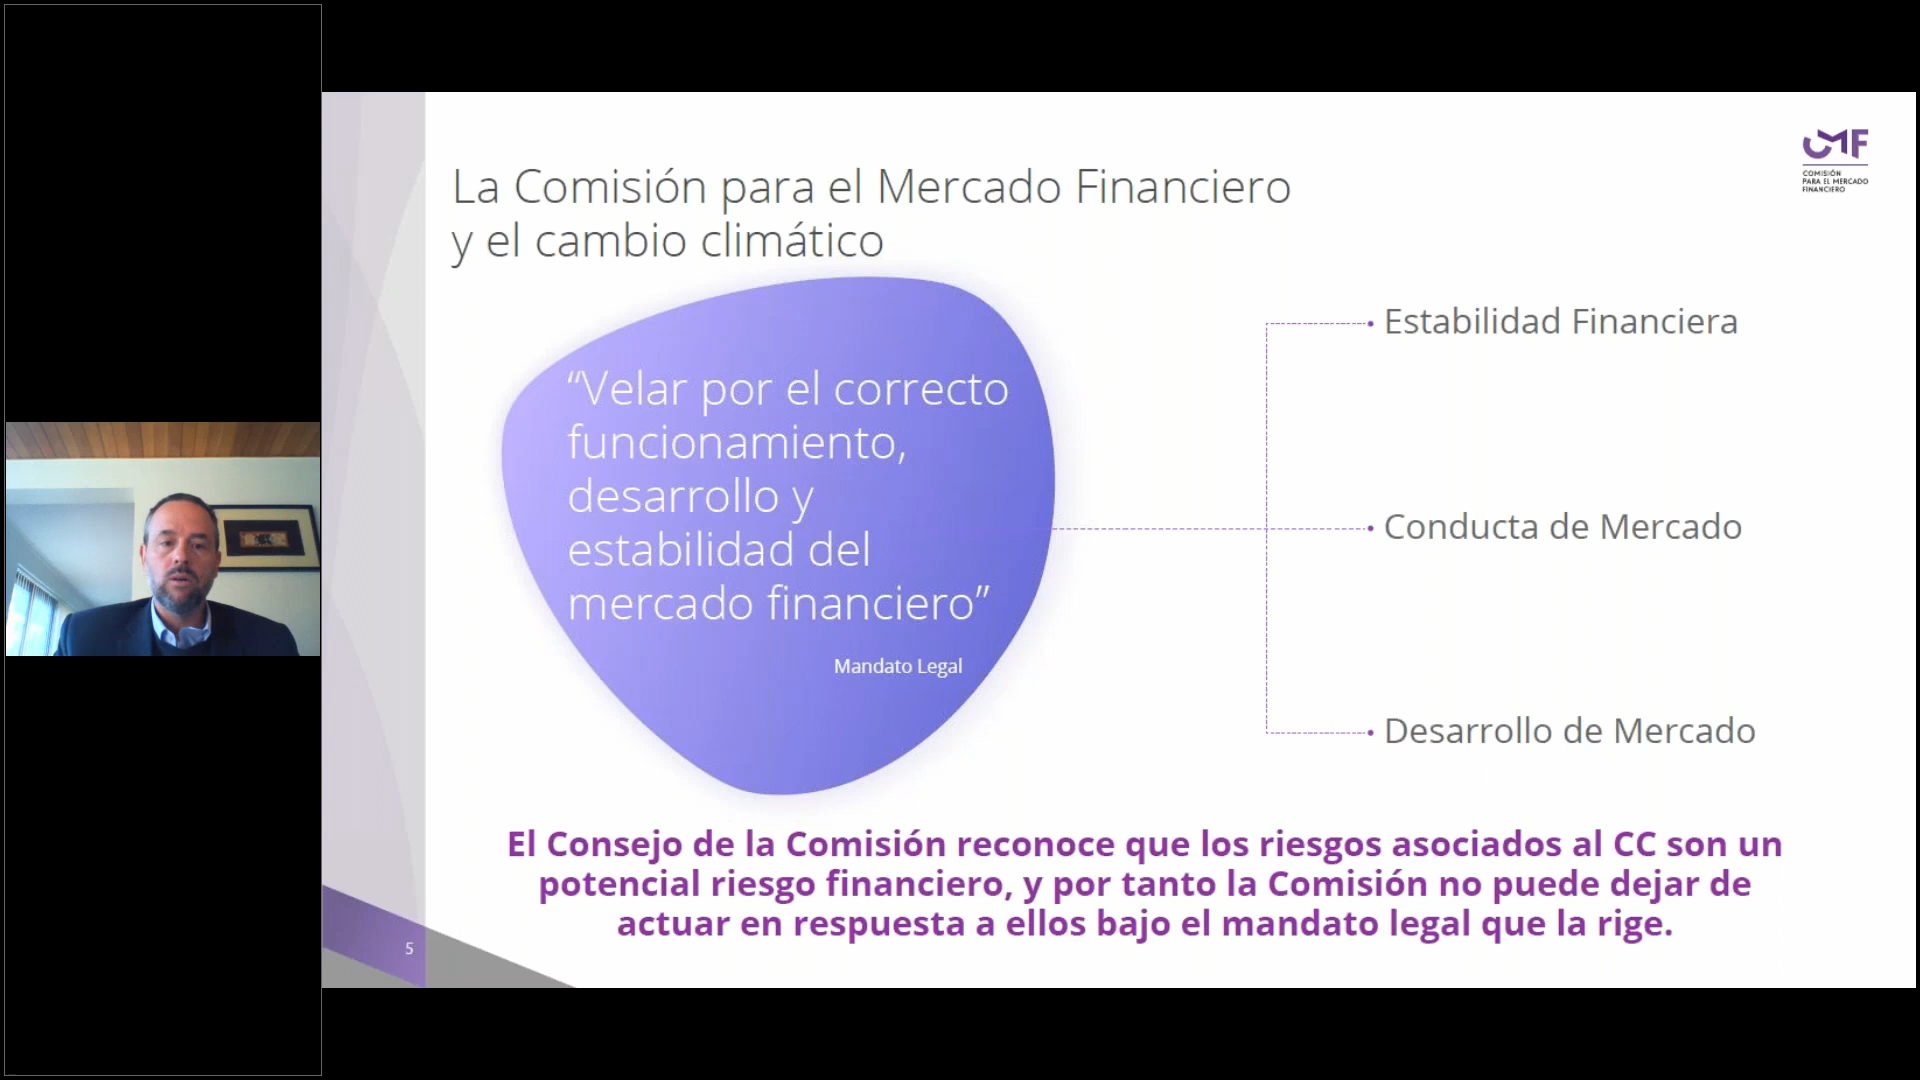 La Comisión para el Mercado Financiero
y el cambio climático
CMF
COMISIÓN
PARA EL MERCADO
FINANCIERO
“Velar por el correcto
funcionamiento,
desarrollo y
estabilidad del
mercado financiero”
Mandato Legal
Estabilidad Financiera
Conducta de Mercado
Desarrollo de Mercado
El Consejo de la Comisión reconoce que los riesgos asociados al CC son un
potencial riesgo financiero, y por tanto la Comisión no puede dejar de
actuar en respuesta a ellos bajo el mandato legal que la rige.
5